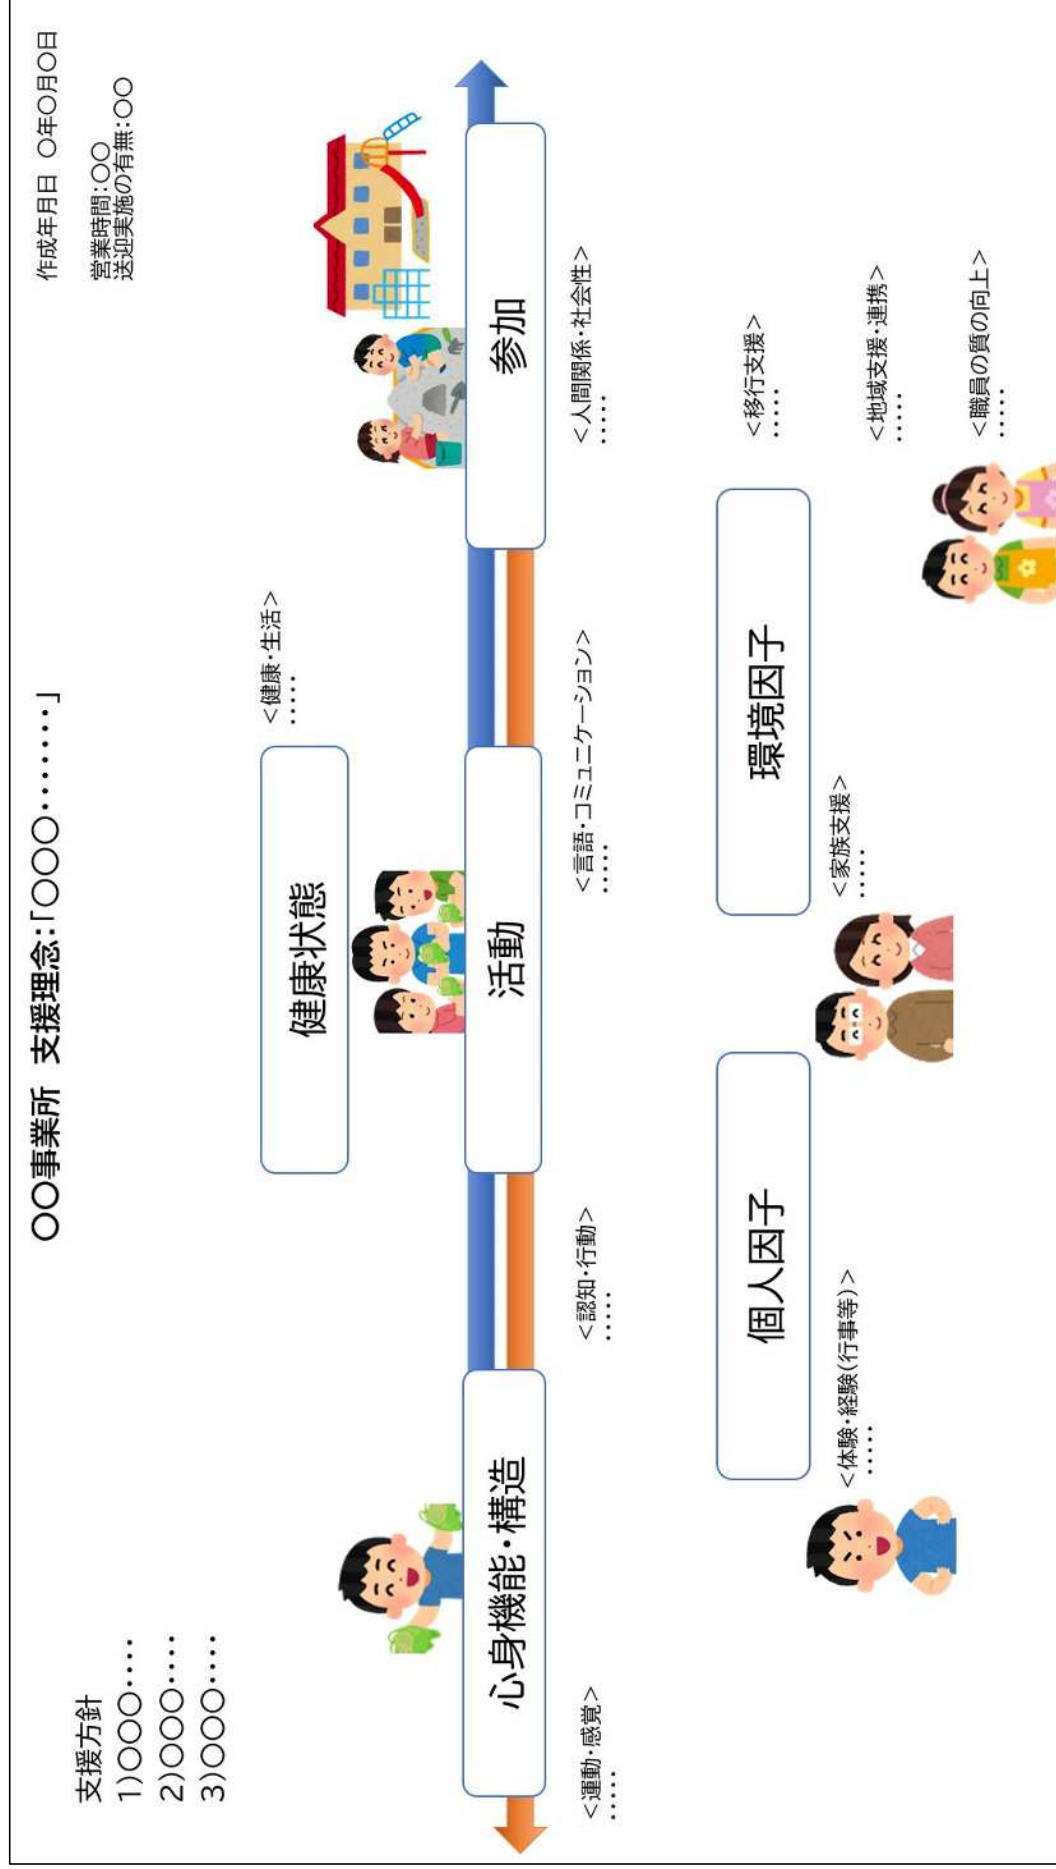 〇〇事業所 支援理念:「〇〇〇‥‥‥‥」
作成年月日 〇年〇月〇日
営業時間:〇〇
送迎実施の有無:〇〇
支援方針
1)〇〇〇‥‥
2)〇〇〇‥‥
3)〇〇〇‥‥
健康状態
<健康・生活>
・・・・・
心身機能・構造
活動
参加
<運動・感覚>
・・・・・
<認知・行動>
・・・・・
<言語・コミュニケーション>
・・・・・
<人間関係・社会性>
・・・・・
個人因子
環境因子
<体験・経験(行事等)>
・・・・・
<家族支援>
・・・・・
<移行支援>
・・・・・
<地域支援・連携>
・・・・・
<職員の質の向上>
・・・・・